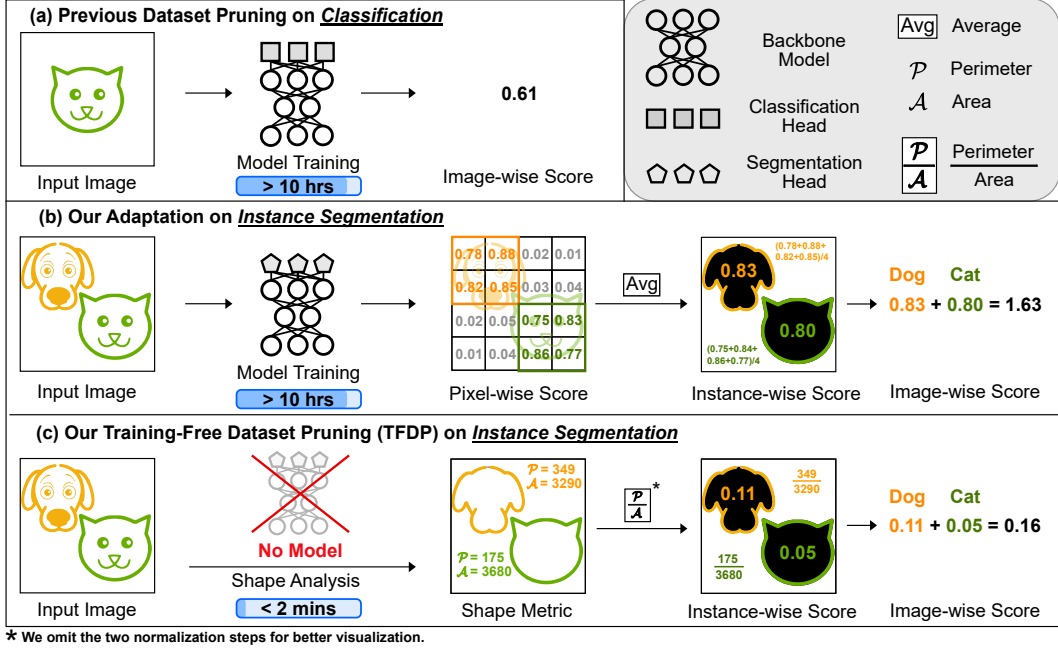 (a) Previous Dataset Pruning on Classification
Input Image
Model Training
> 10 hrs
0.61
Image-wise Score
Backbone
Model
Classification
Head
Segmentation
Head
Avg Average
𝒫 Perimeter
𝒜 Area
𝒫 Perimeter
𝒜 Area
(b) Our Adaptation on Instance Segmentation
Input Image
Model Training
> 10 hrs
0.78 0.88 0.02 0.01
0.82 0.85 0.03 0.04
0.02 0.05 0.75 0.83
0.01 0.04 0.86 0.77
Pixel-wise Score
Avg
(0.78+0.88+
0.82+0.85)/4
0.83
0.80
(0.75+0.84+
0.86+0.77)/4
Instance-wise Score
Dog Cat
0.83 + 0.80 = 1.63
Image-wise Score
(c) Our Training-Free Dataset Pruning (TFDP) on Instance Segmentation
Input Image
No Model
Shape Analysis
< 2 mins
𝒫 = 349
𝒜 = 3290
𝒫 = 175
𝒜 = 3680
Shape Metric
𝒫 *
𝒜
0.11
349
3290
0.05
175
3680
Instance-wise Score
Dog Cat
0.11 + 0.05 = 0.16
Image-wise Score
* We omit the two normalization steps for better visualization.